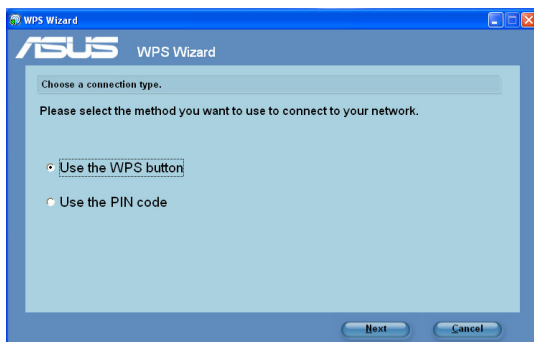 WPS Wizard
ASUS WPS Wizard
Choose a connection type.
Please select the method you want to use to connect to your network.
Use the WPS button
Use the PIN code
Next Cancel